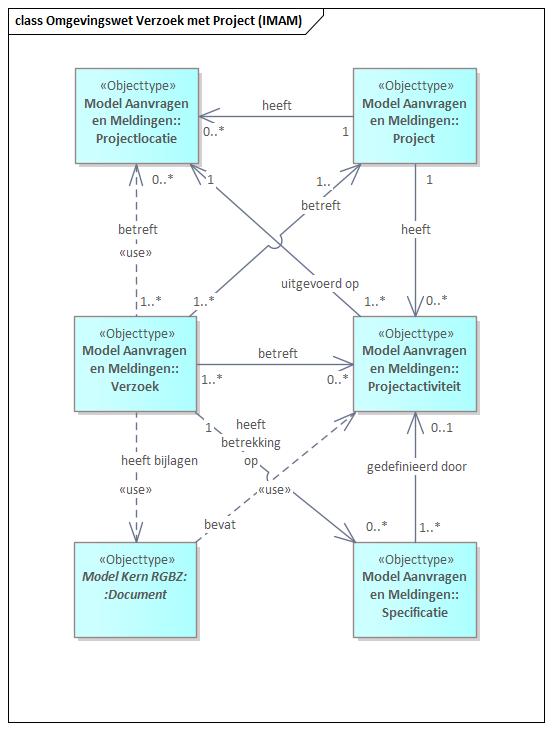 class Omgevingswet Verzoek met Project (IMAM)
«Objecttype»
Model Aanvragen
en Meldingen::
Projectlocatie
«Objecttype»
Model Aanvragen
en Meldingen::
Project
heeft
0..*
1
0..*
1
1..
1
betreft
betreft
heeft
«use»
uitgevoerd op
1..*
1..*
1..*
0..*
«Objecttype»
Model Aanvragen
en Meldingen::
Verzoek
«Objecttype»
Model Aanvragen
en Meldingen::
Projectactiviteit
betreft
1..*
0..*
1
heeft
betrekking
op
0..1
heeft bijlagen
gedefinieerd door
«use»
«use»
bevat
0..*
1..*
«Objecttype»
Model Kern RGBZ:
:Document
«Objecttype»
Model Aanvragen
en Meldingen::
Specificatie